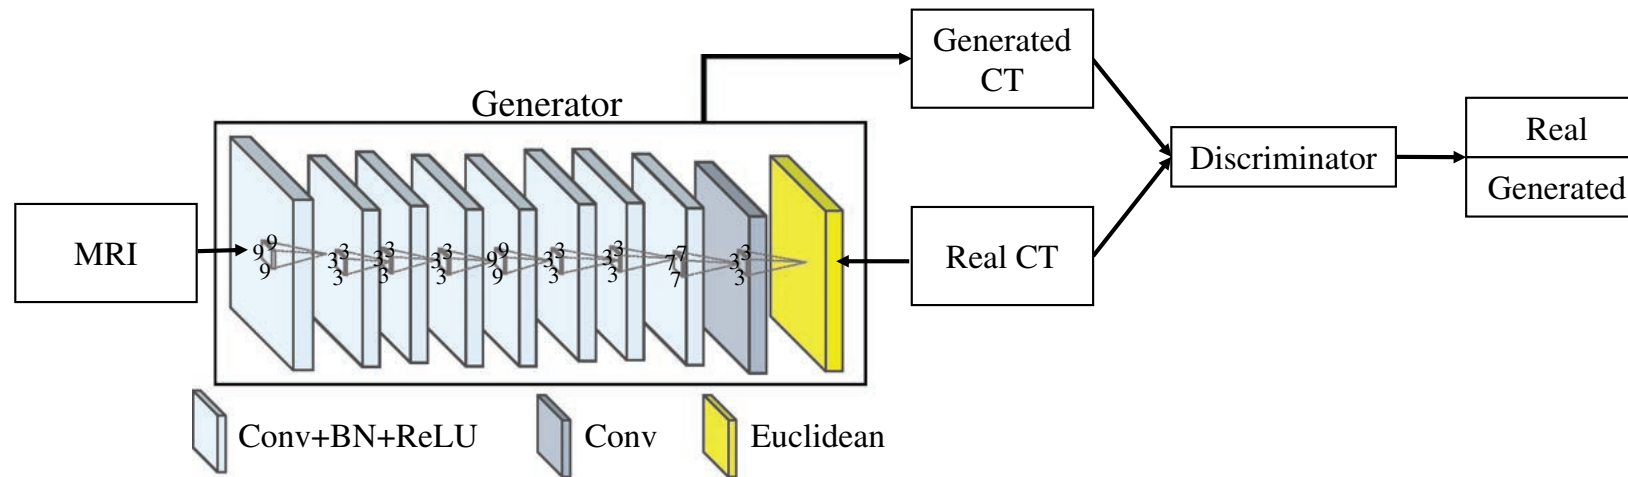 Generated
CT
Generator
Real
Discriminator
Generated
MRI
Real CT
9 9 9
3 3 3
3 3 3
3 3 3
9 9 9
3 3 3
3 3 3
7 7 7
3 3 3
Conv+BN+ReLU
Conv
Euclidean